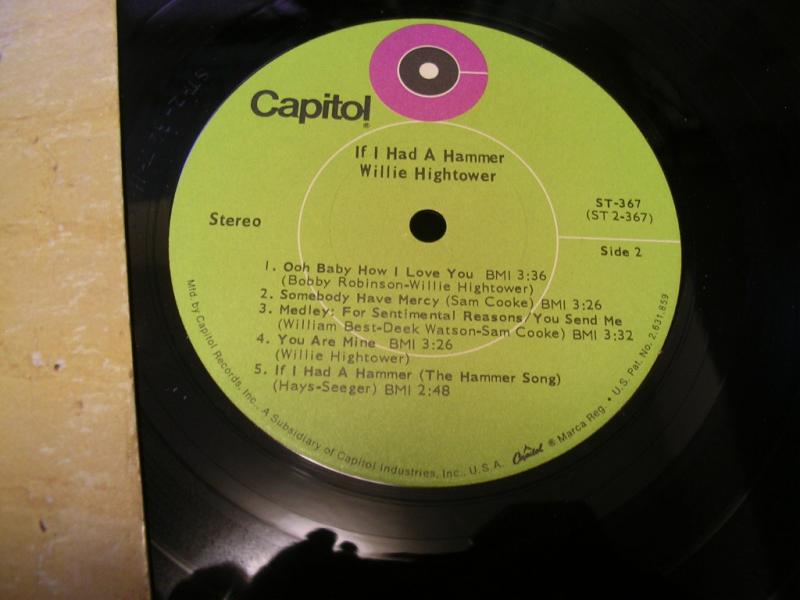 Capitol®
If I Had A Hammer
Willie Hightower
Stereo
ST-367
(ST 2-367)
Side 2
1. Ooh Baby How I Love You BMI 3:36
(Bobby Robinson-Willie Hightower)
2. Somebody Have Mercy (Sam Cooke) BMI 3:26
3. Medley: For Sentimental Reasons/You Send Me
(William Best-Deek Watson-Sam Cooke) BMI 3:32
4. You Are Mine BMI 3:26
(Willie Hightower)
5. If I Had A Hammer (The Hammer Song)
(Hays-Seeger) BMI 2:48
Mfd. by Capitol Records, Inc., A Subsidiary of Capitol Industries, Inc., U.S.A. Capitol ® Marca Reg. • U.S. Pat. No. 2,631,859